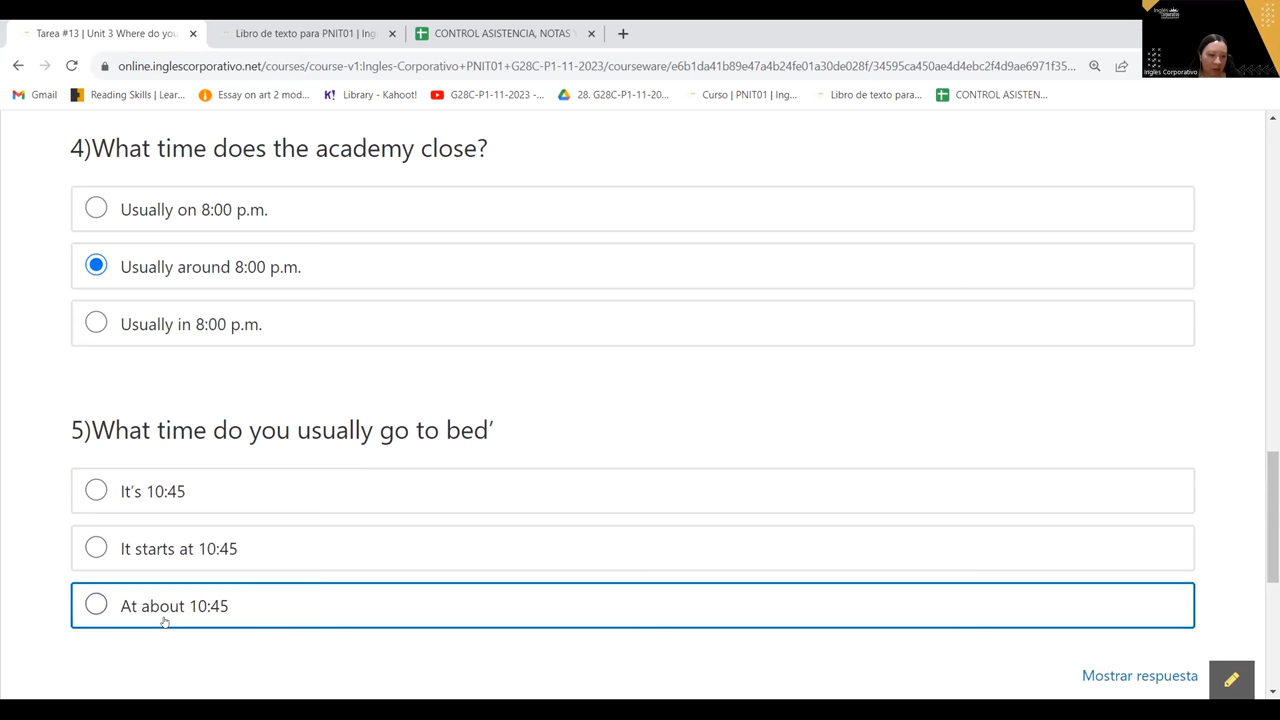 Tarea #13 | Unit 3 Where do you
Libro de texto para PNIT01 | Ing
CONTROL ASISTENCIA, NOTAS
online.inglescorporativo.net/courses/course-v1:Ingles-Corporativo+PNIT01+G28C-P1-11-2023/courseware/e6b1da41b89e47a4b24fe01a30de028f/34595ca450ae4d4ebc2f4d9ae6971f35...
Gmail
Reading Skills | Lear...
Essay on art 2 mod...
Library - Kahoot!
G28C-P1-11-2023 -...
28. G28C-P1-11-20...
Curso | PNIT01 | Ing...
Libro de texto para...
CONTROL ASISTEN...
Inglés
Ingles Corporativo
4)What time does the academy close?
Usually on 8:00 p.m.
Usually around 8:00 p.m.
Usually in 8:00 p.m.
5)What time do you usually go to bed’
It’s 10:45
It starts at 10:45
At about 10:45
Mostrar respuesta